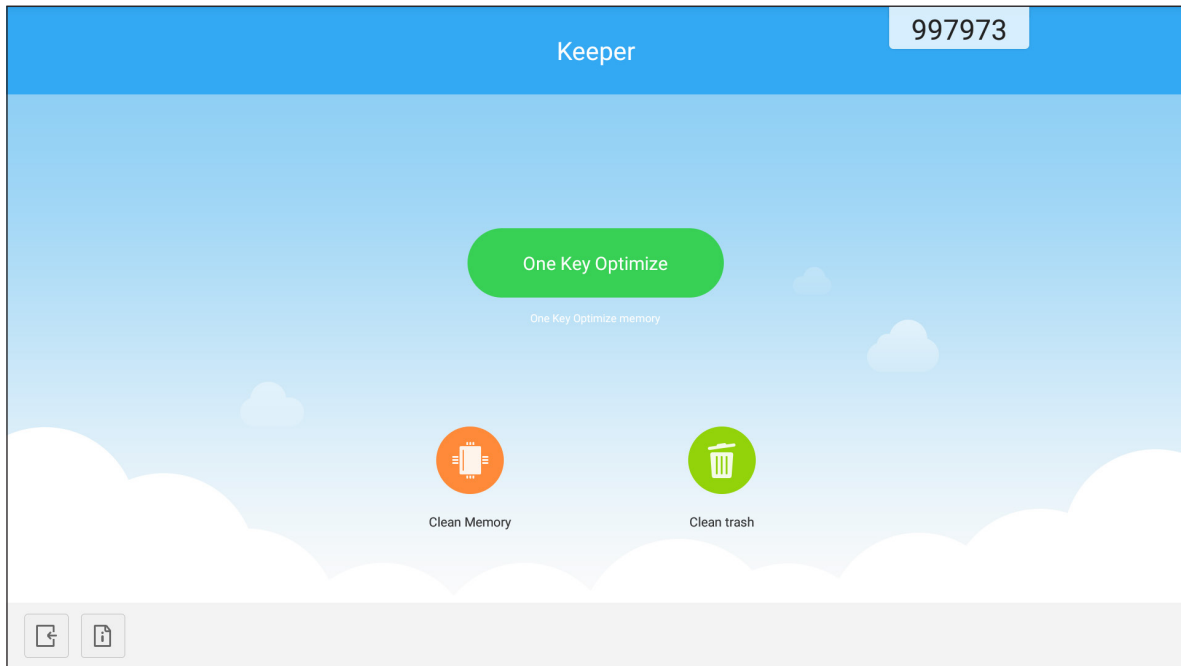 997973
Keeper
One Key Optimize
One Key Optimize memory
Clean Memory
Clean trash